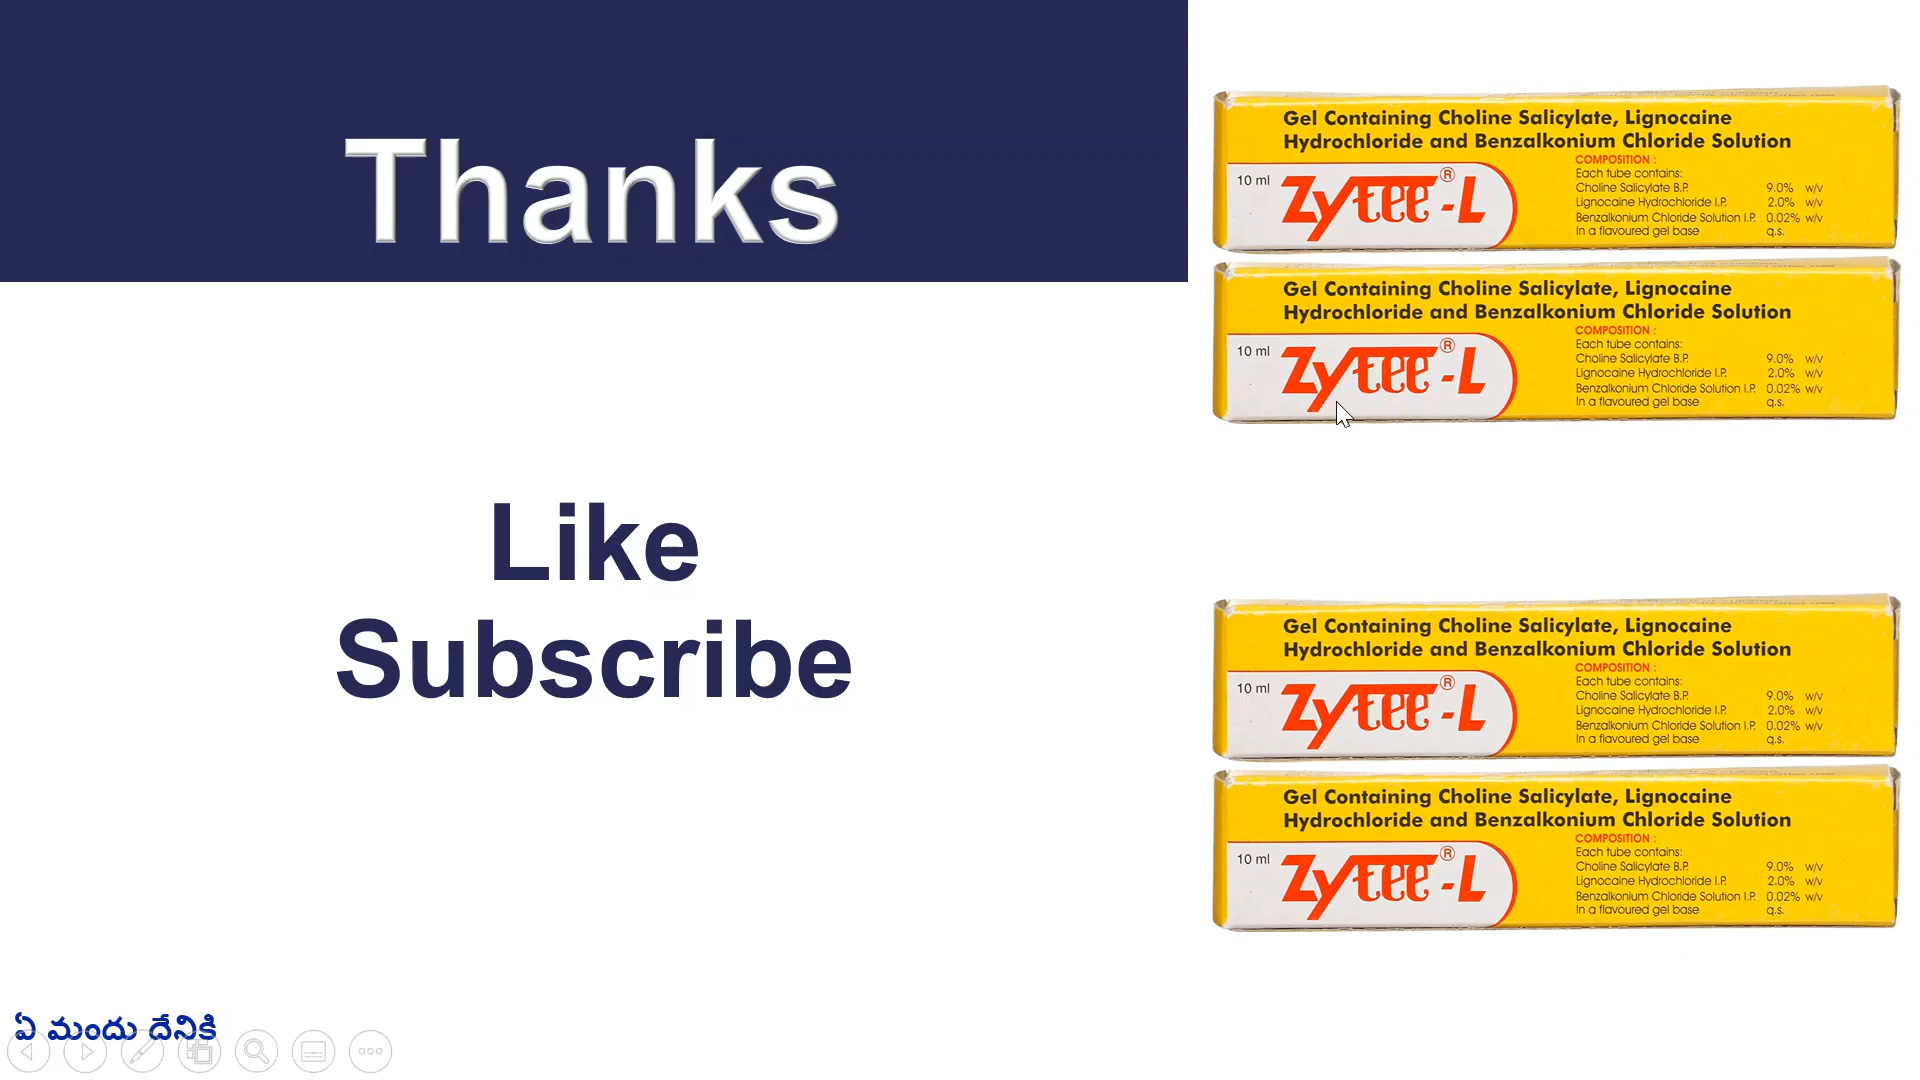 Thanks
Like
Subscribe
Gel Containing Choline Salicylate, Lignocaine
Hydrochloride and Benzalkonium Chloride Solution
COMPOSITION :
10 ml Zytee®-L
Each tube contains:
Choline Salicylate B.P. 9.0% w/v
Lignocaine Hydrochloride I.P. 2.0% w/v
Benzalkonium Chloride Solution I.P. 0.02% w/v
In a flavoured gel base q.s.
Gel Containing Choline Salicylate, Lignocaine
Hydrochloride and Benzalkonium Chloride Solution
COMPOSITION :
10 ml Zytee®-L
Each tube contains:
Choline Salicylate B.P. 9.0% w/v
Lignocaine Hydrochloride I.P. 2.0% w/v
Benzalkonium Chloride Solution I.P. 0.02% w/v
In a flavoured gel base q.s.
Gel Containing Choline Salicylate, Lignocaine
Hydrochloride and Benzalkonium Chloride Solution
COMPOSITION :
10 ml Zytee®-L
Each tube contains:
Choline Salicylate B.P. 9.0% w/v
Lignocaine Hydrochloride I.P. 2.0% w/v
Benzalkonium Chloride Solution I.P. 0.02% w/v
In a flavoured gel base q.s.
Gel Containing Choline Salicylate, Lignocaine
Hydrochloride and Benzalkonium Chloride Solution
COMPOSITION :
10 ml Zytee®-L
Each tube contains:
Choline Salicylate B.P. 9.0% w/v
Lignocaine Hydrochloride I.P. 2.0% w/v
Benzalkonium Chloride Solution I.P. 0.02% w/v
In a flavoured gel base q.s.
ఏ మందు దేనికి